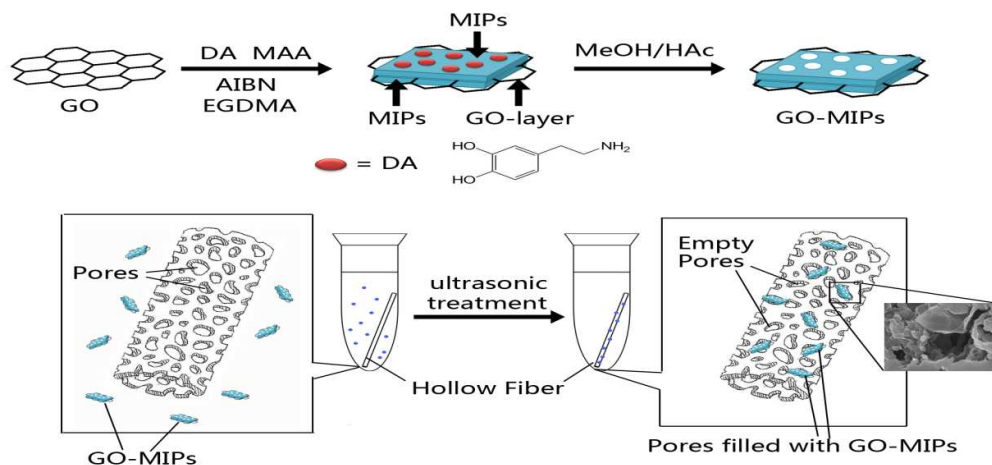 MIPs
DA MAA
MeOH/HAc
AIBN
EGDMA
GO
MIPs
GO-layer
GO-MIPs
= DA
HO
NH2
HO
Pores
ultrasonic
treatment
Empty
Pores
Hollow Fiber
GO-MIPs
Pores filled with GO-MIPs